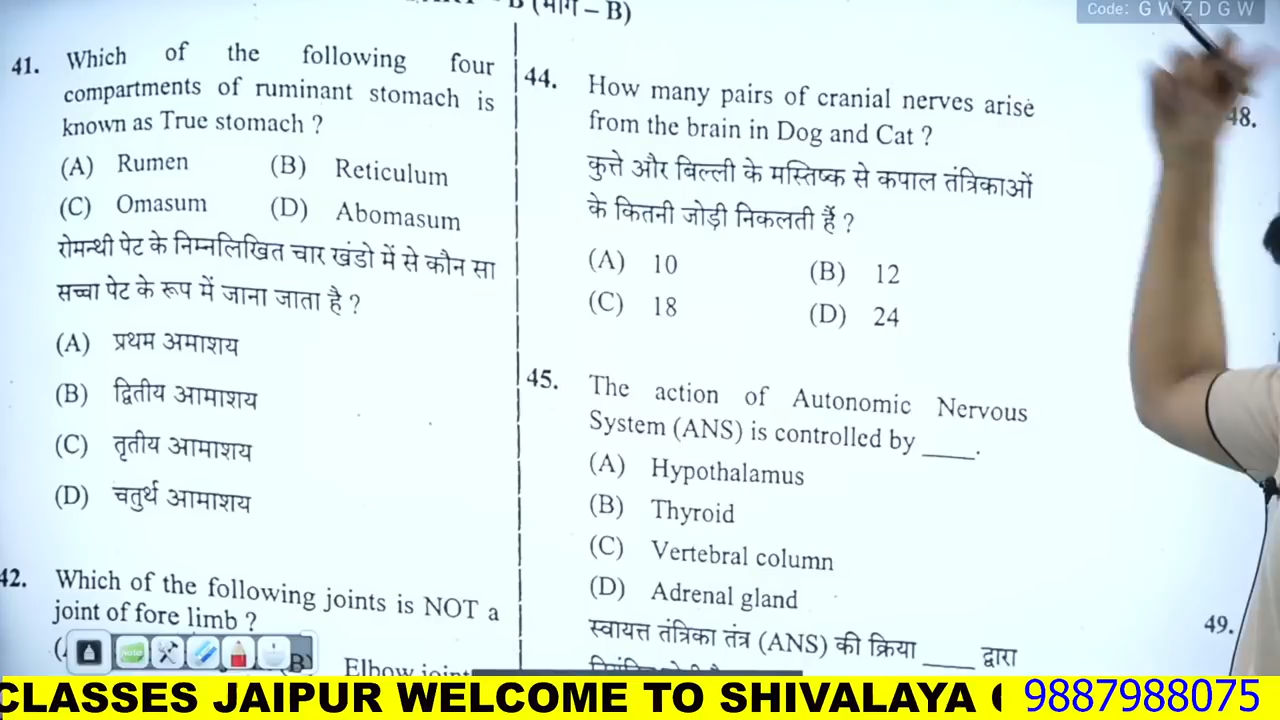 B (भाग – B)
Code: G W Z D G W
41. Which of the following four
compartments of ruminant stomach is
known as True stomach ?
(A) Rumen (B) Reticulum
(C) Omasum (D) Abomasum
रोमन्थी पेट के निम्नलिखित चार खंडो में से कौन सा
सच्चा पेट के रूप में जाना जाता है ?
(A) प्रथम अमाशय
(B) द्वितीय आमाशय
(C) तृतीय आमाशय
(D) चतुर्थ आमाशय
42. Which of the following joints is NOT a
joint of fore limb ?
(B) Elbow joint
44. How many pairs of cranial nerves arise
from the brain in Dog and Cat ?
कुत्ते और बिल्ली के मस्तिष्क से कपाल तंत्रिकाओं
के कितनी जोड़ी निकलती हैं ?
(A) 10 (B) 12
(C) 18 (D) 24
45. The action of Autonomic Nervous
System (ANS) is controlled by ____.
(A) Hypothalamus
(B) Thyroid
(C) Vertebral column
(D) Adrenal gland
स्वायत्त तंत्रिका तंत्र (ANS) की क्रिया ____ द्वारा
48.
49.
CLASSES JAIPUR WELCOME TO SHIVALAYA
9887988075